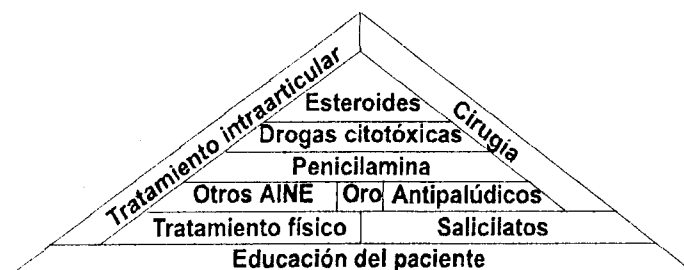 Tratamiento intraarticular
Cirugía
Esteroides
Drogas citotóxicas
Penicilamina
Otros AINE Oro Antipalúdicos
Tratamiento físico Salicilatos
Educación del paciente